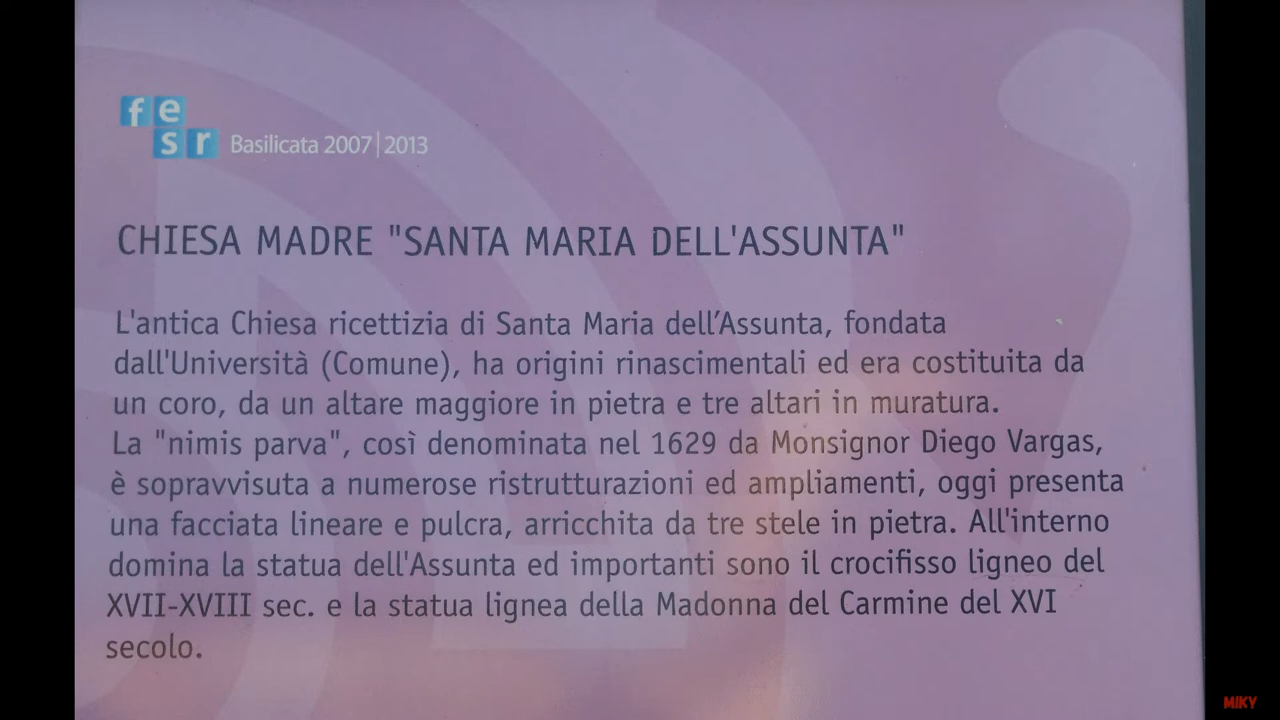 fe
sr Basilicata 2007|2013
CHIESA MADRE "SANTA MARIA DELL'ASSUNTA"
L'antica Chiesa ricettizia di Santa Maria dell’Assunta, fondata
dall'Università (Comune), ha origini rinascimentali ed era costituita da
un coro, da un altare maggiore in pietra e tre altari in muratura.
La "nimis parva", così denominata nel 1629 da Monsignor Diego Vargas,
è sopravvisuta a numerose ristrutturazioni ed ampliamenti, oggi presenta
una facciata lineare e pulcra, arricchita da tre stele in pietra. All'interno
domina la statua dell'Assunta ed importanti sono il crocifisso ligneo del
XVII-XVIII sec. e la statua lignea della Madonna del Carmine del XVI
secolo.
MIKY